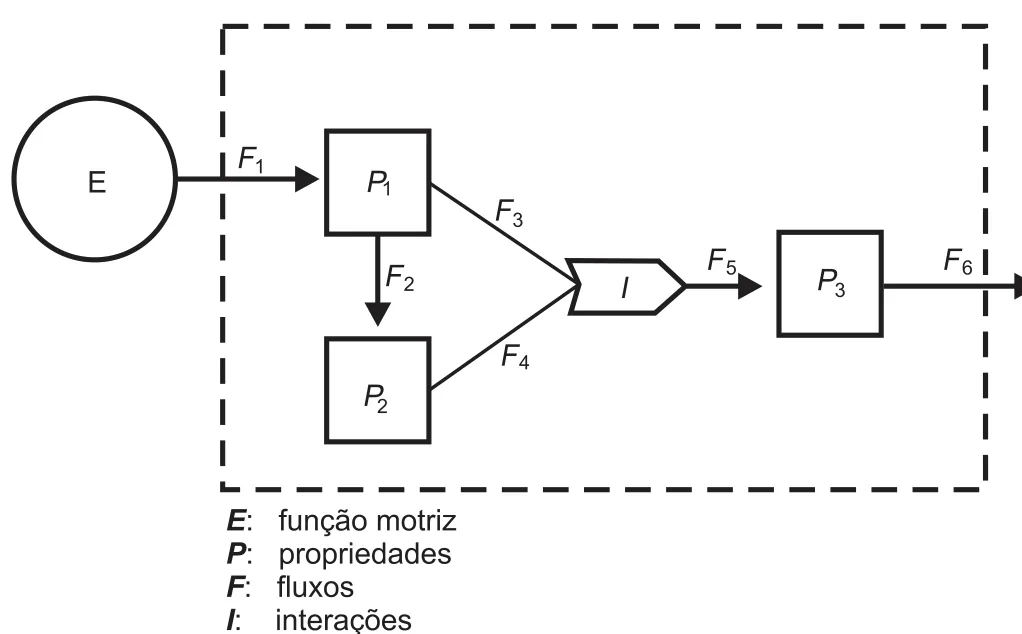 E
F1
P1
F3
F2
I
F5
P3
F6
F4
P2
E: função motriz
P: propriedades
F: fluxos
I: interações